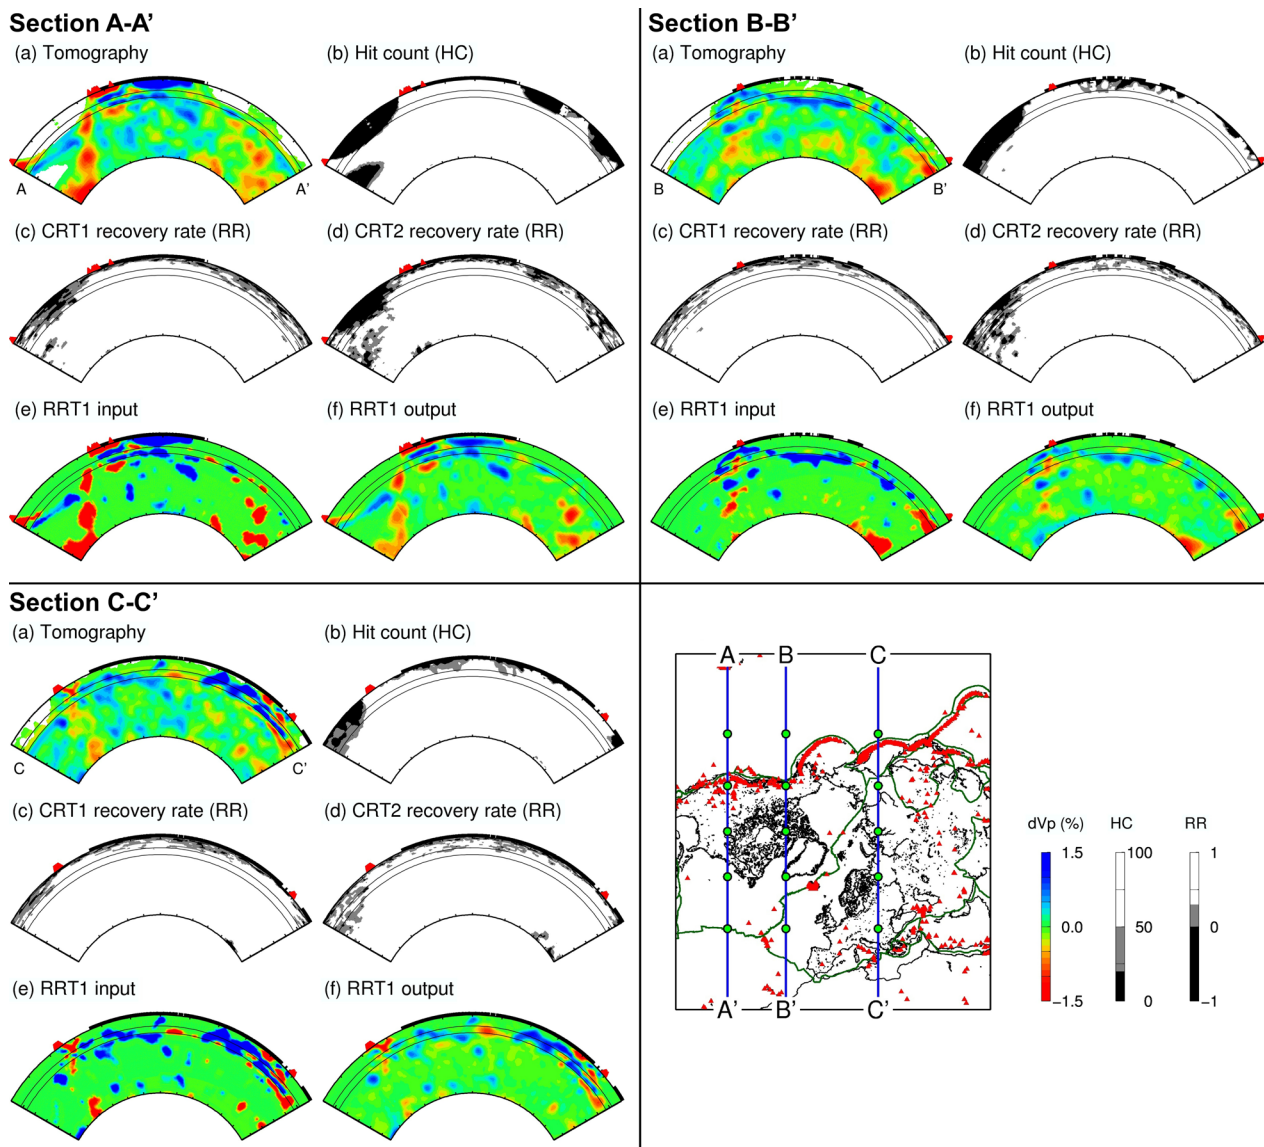 Section A-A’
(a) Tomography
(b) Hit count (HC)
A
A'
(c) CRT1 recovery rate (RR)
(d) CRT2 recovery rate (RR)
(e) RRT1 input
(f) RRT1 output
Section B-B’
(a) Tomography
(b) Hit count (HC)
B
B'
(c) CRT1 recovery rate (RR)
(d) CRT2 recovery rate (RR)
(e) RRT1 input
(f) RRT1 output
Section C-C’
(a) Tomography
(b) Hit count (HC)
C
C'
(c) CRT1 recovery rate (RR)
(d) CRT2 recovery rate (RR)
(e) RRT1 input
(f) RRT1 output
A B C
A' B' C'
dVp (%) HC RR
1.5 100 1
0.0 50 0
−1.5 0 −1